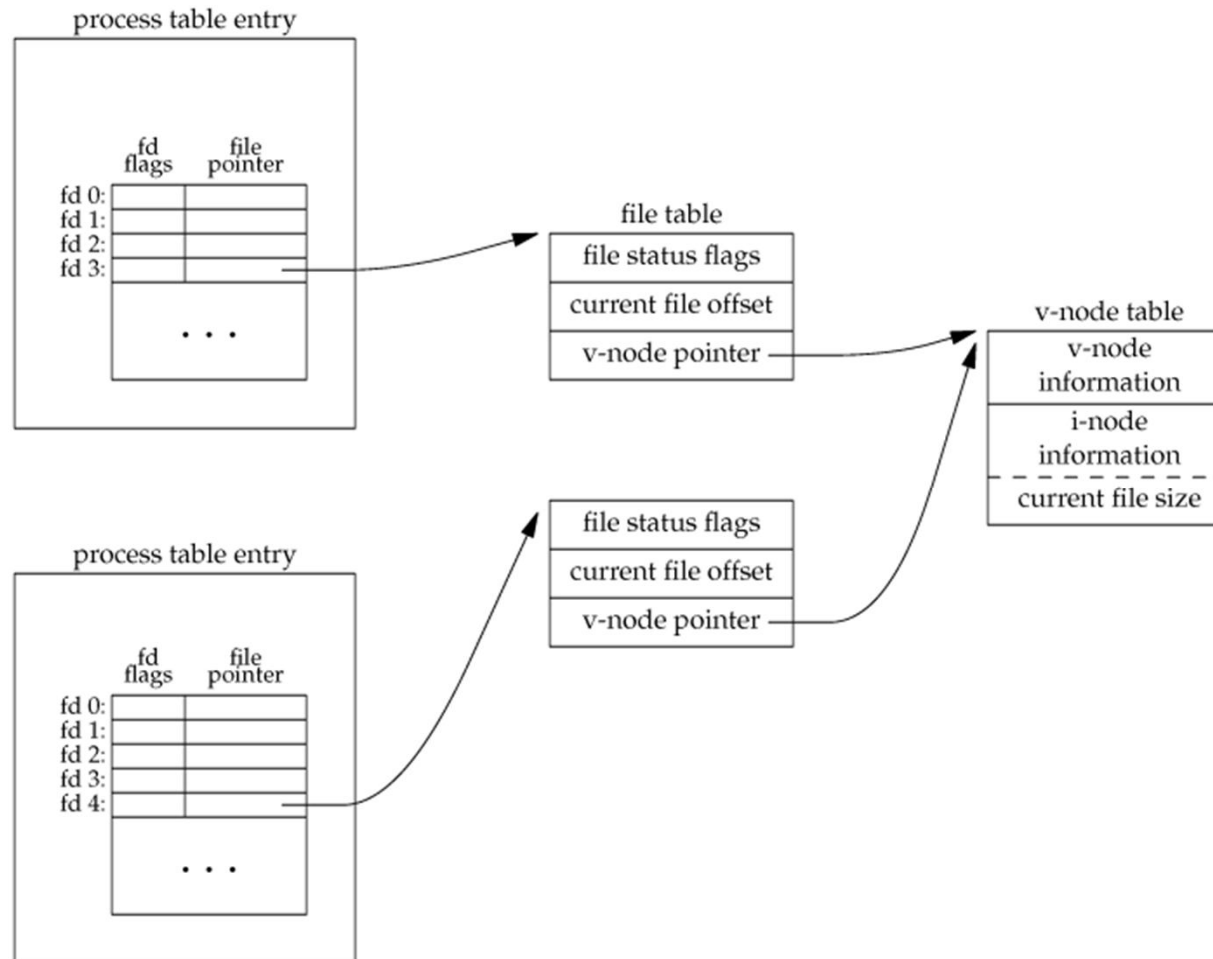 process table entry
fd
flags
file
pointer
fd 0:
fd 1:
fd 2:
fd 3:
. . .
file table
file status flags
current file offset
v-node pointer
v-node table
v-node
information
i-node
information
current file size
file status flags
current file offset
v-node pointer
process table entry
fd
flags
file
pointer
fd 0:
fd 1:
fd 2:
fd 3:
fd 4:
. . .